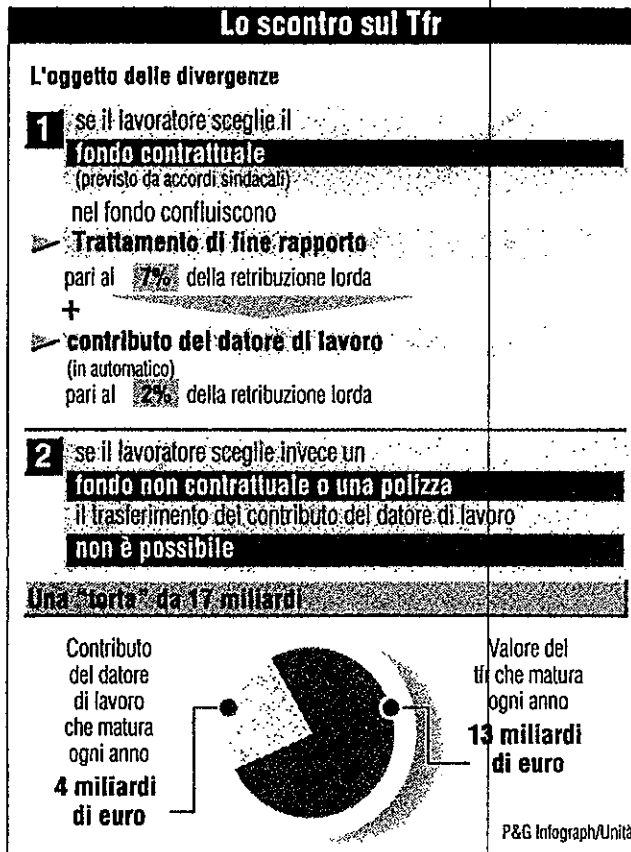 Lo scontro sul Tfr
L'oggetto delle divergenze
1 se il lavoratore sceglie il
fondo contrattuale
(previsto da accordi sindacali)
nel fondo confluiscono
Trattamento di fine rapporto
pari al 7% della retribuzione lorda
+
contributo del datore di lavoro
(in automatico)
pari al 2% della retribuzione lorda
2 se il lavoratore sceglie invece un
fondo non contrattuale o una polizza
il trasferimento del contributo del datore di lavoro
non è possibile
Una "torta" da 17 miliardi
Contributo
del datore
di lavoro
che matura
ogni anno
4 miliardi
di euro
Valore del
tfr che matura
ogni anno
13 miliardi
di euro
P&G Infograph/Unità